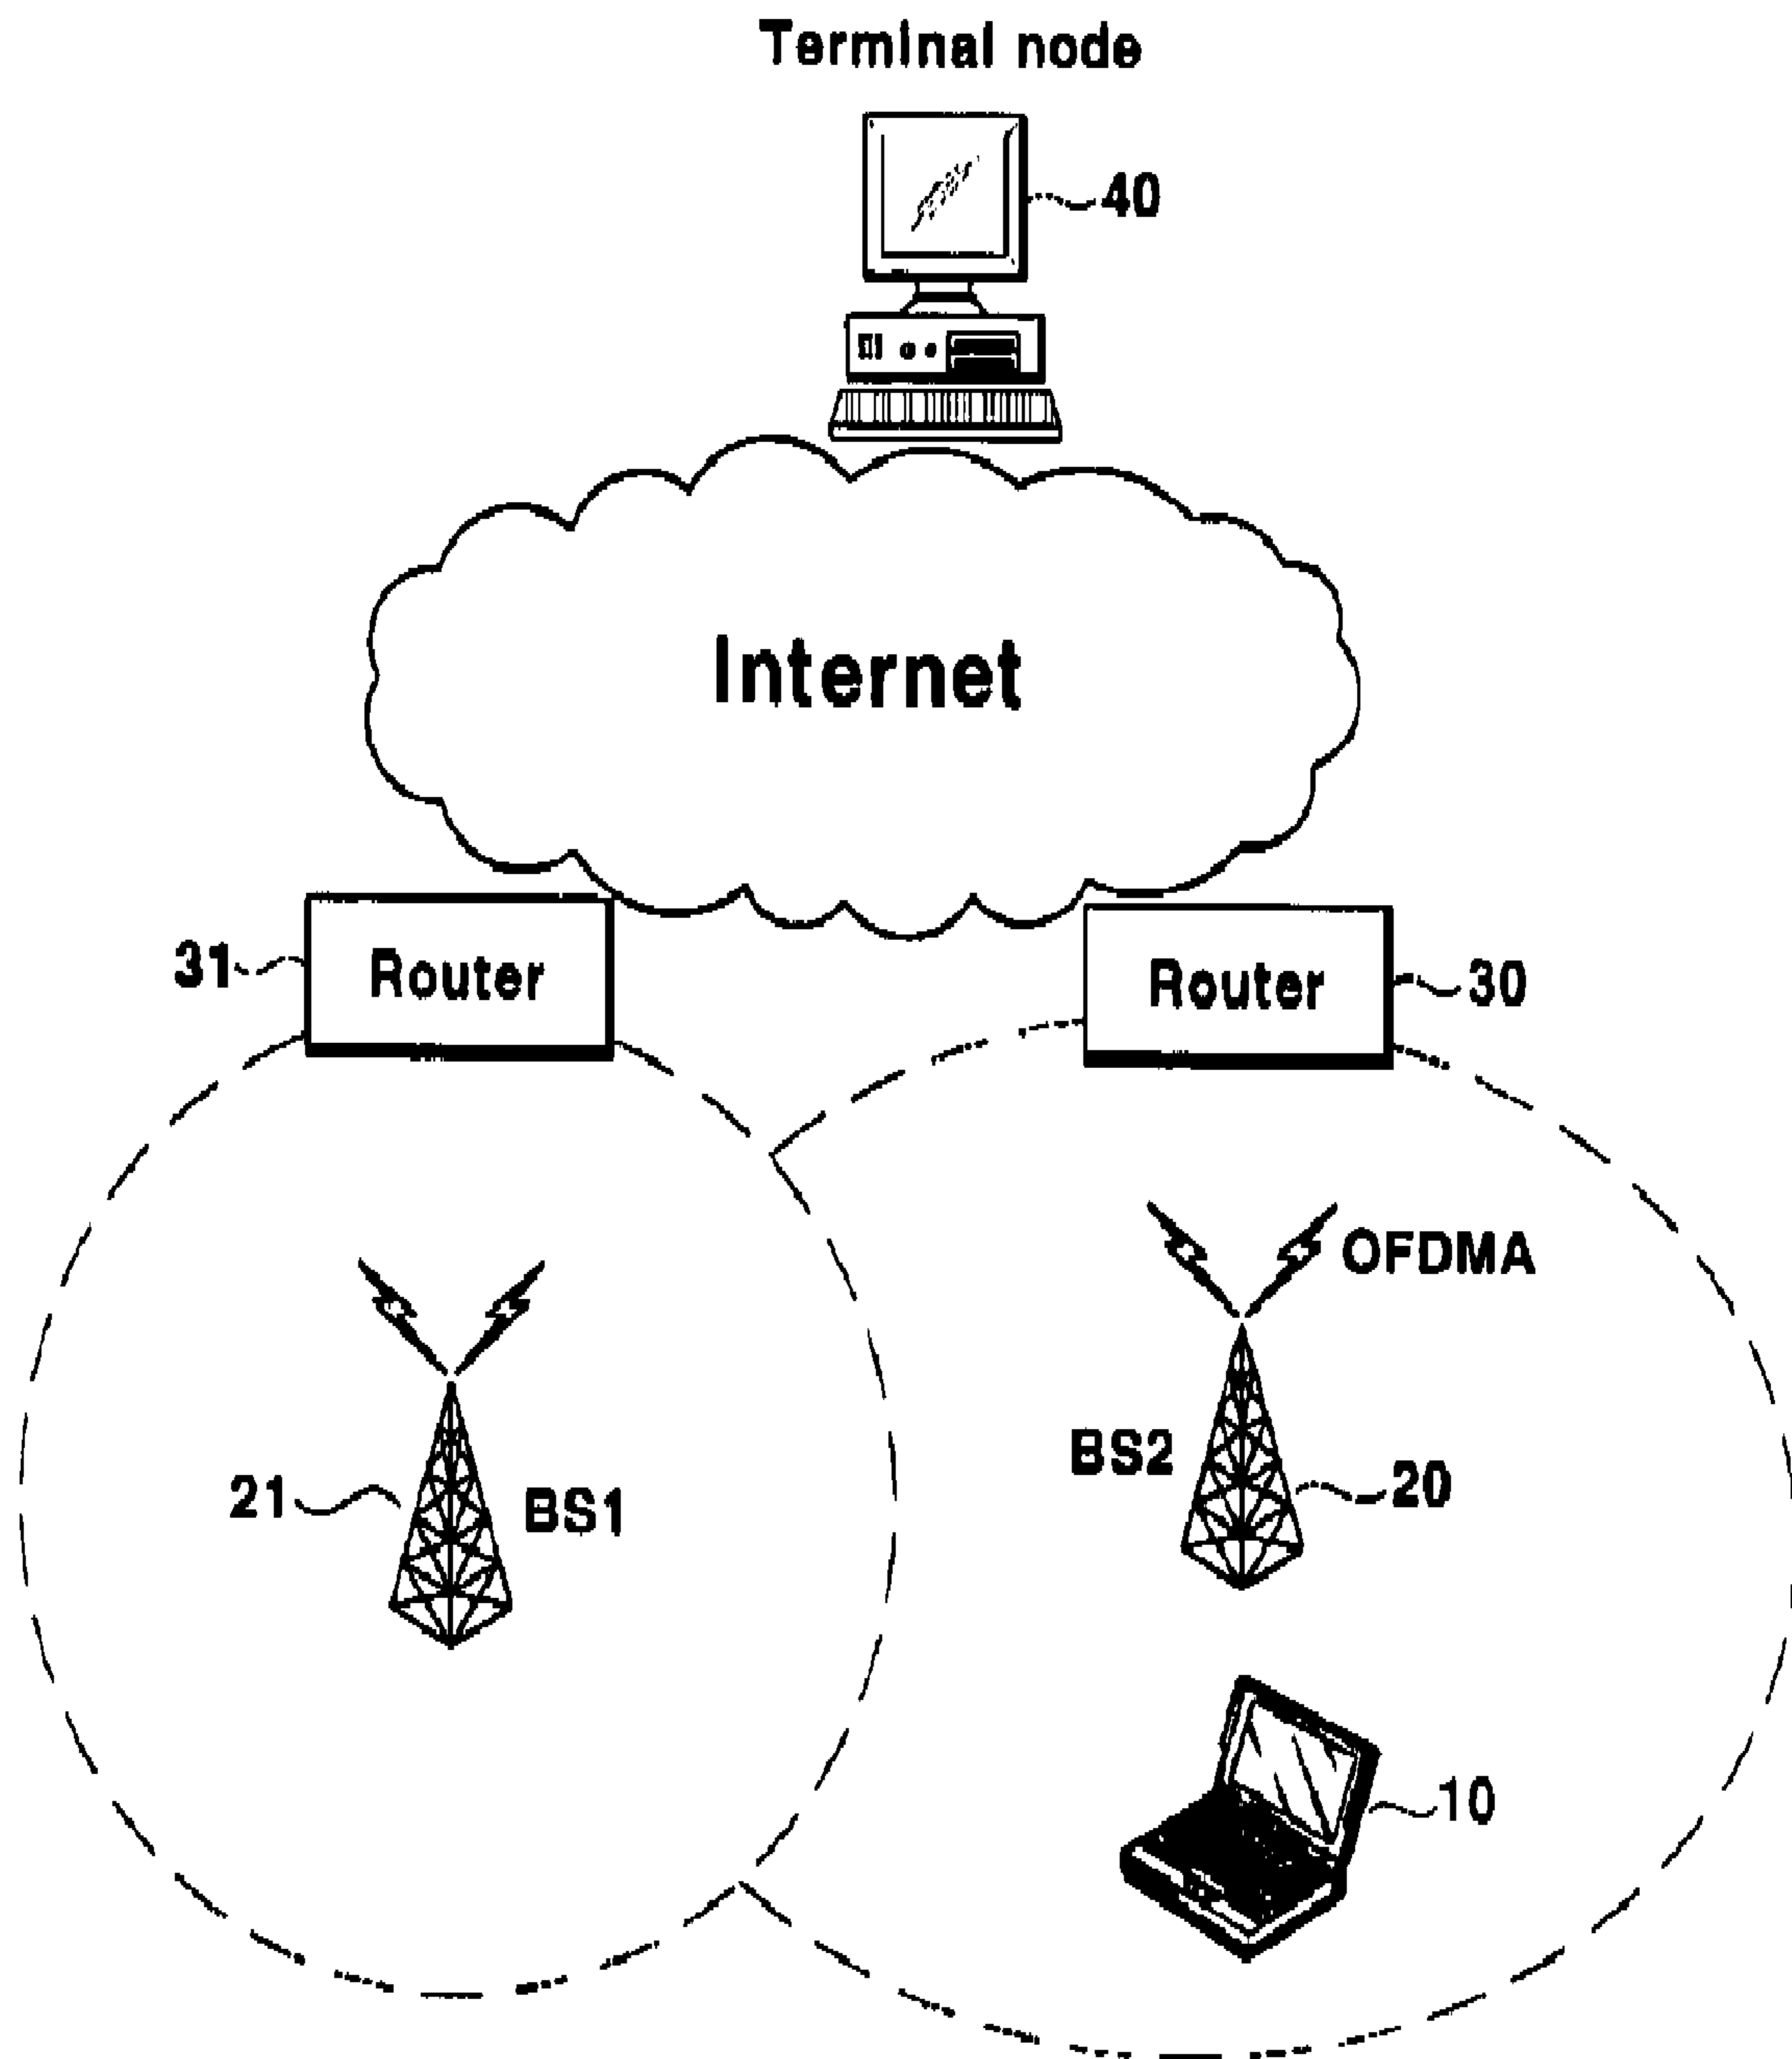 Terminal node
40
Internet
31
Router
Router
30
OFDMA
BS2
20
21
BS1
10